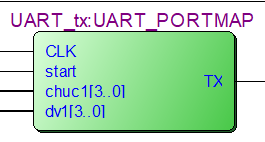 UART_tx:UART_PORTMAP
CLK
start
chuc1[3..0]
dv1[3..0]
TX